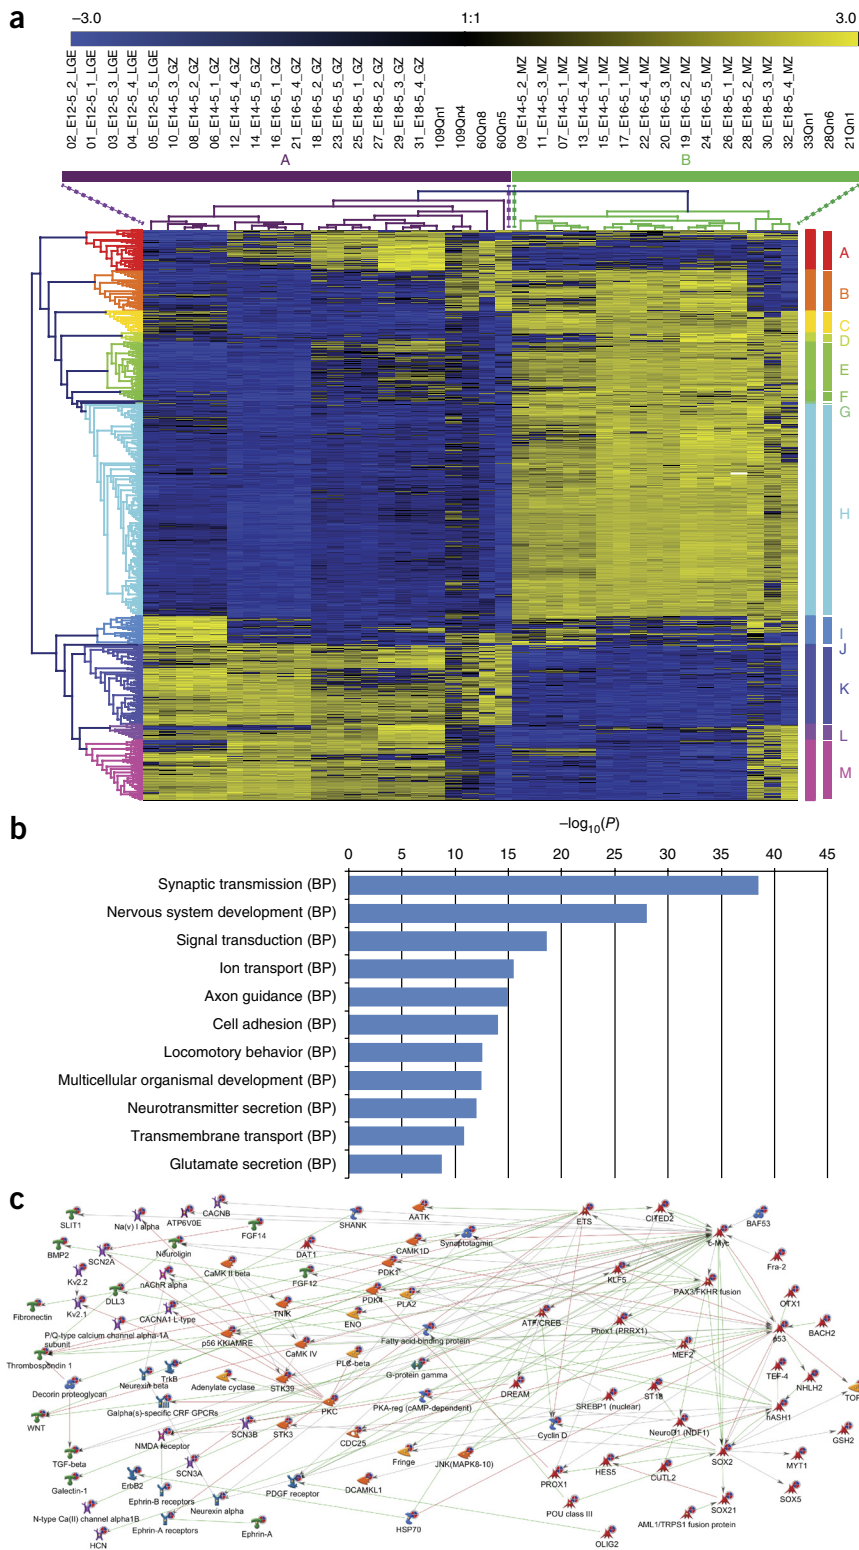 a
–3.0 1:1 3.0
02_E12-5_2_LGE
01_E12-5_1_LGE
03_E12-5_3_LGE
04_E12-5_4_LGE
05_E12-5_5_LGE
10_E14-5_3_GZ
08_E14-5_2_GZ
06_E14-5_1_GZ
12_E14-5_4_GZ
14_E14-5_5_GZ
16_E16-5_1_GZ
21_E16-5_4_GZ
18_E16-5_2_GZ
23_E16-5_5_GZ
25_E18-5_1_GZ
27_E18-5_2_GZ
29_E18-5_3_GZ
31_E18-5_4_GZ
109Qn1
109Qn4
60Qn8
60Qn5
09_E14-5_2_MZ
11_E14-5_3_MZ
07_E14-5_1_MZ
13_E14-5_4_MZ
15_E14-5_1_MZ
17_E16-5_1_MZ
22_E16-5_4_MZ
20_E16-5_3_MZ
19_E16-5_2_MZ
24_E16-5_5_MZ
26_E18-5_1_MZ
28_E18-5_2_MZ
30_E18-5_3_MZ
32_E18-5_4_MZ
33Qn1
28Qn6
21Qn1
A B
A
B
C
D
E
F
G
H
I
J
K
L
M
b
–log10(P)
0 5 10 15 20 25 30 35 40 45
Synaptic transmission (BP)
Nervous system development (BP)
Signal transduction (BP)
Ion transport (BP)
Axon guidance (BP)
Cell adhesion (BP)
Locomotory behavior (BP)
Multicellular organismal development (BP)
Neurotransmitter secretion (BP)
Transmembrane transport (BP)
Glutamate secretion (BP)
c
SLIT1
Na(v) I alpha
ATP6V0E
CACNB
FGF14
SHANK
AATK
Synaptotagmin
ETS
CITED2
c-Myc
BAF53
BMP2
SCN2A
Neuroligin
DAT1
CAMK1D
PDK1
Fra-2
Kv2.2
nAChR alpha
CaMK II beta
FGF12
KLF5
PAX3/FKHR fusion
Fibronectin
Kv2.1
DLL3
CACNA1 L-type
TNIK
PDK4
PLA2
ENO
ATF/CREB
OTX1
P/Q-type calcium channel alpha-1A
subunit
p56 KKIAMRE
Fatty acid-binding protein
Phox1 (PRRX1)
p53
BACH2
Thrombospondin 1
CaMK IV
PLC-beta
G-protein gamma
MEF2
TEF-4
Decorin proteoglycan
Neurexin beta
TrkB
Adenylate cyclase
STK39
PKC
PKA-reg (cAMP-dependent)
DREAM
SREBP1 (nuclear)
ST18
NHLH2
WNT
Galpha(s)-specific CRF GPCRs
SCN3B
STK3
CDC25
Cyclin D
NeuroD1 (NDF1)
hASH1
GSH2
NMDA receptor
TGF-beta
SCN3A
Fringe
JNK(MAPK8-10)
SOX2
MYT1
Galectin-1
ErbB2
Ephrin-B receptors
PDGF receptor
DCAMKL1
PROX1
HES5
CUTL2
SOX5
N-type Ca(II) channel alpha1B
Neurexin alpha
POU class III
SOX21
HCN
Ephrin-A receptors
Ephrin-A
HSP70
OLIG2
AML1/TRPS1 fusion protein